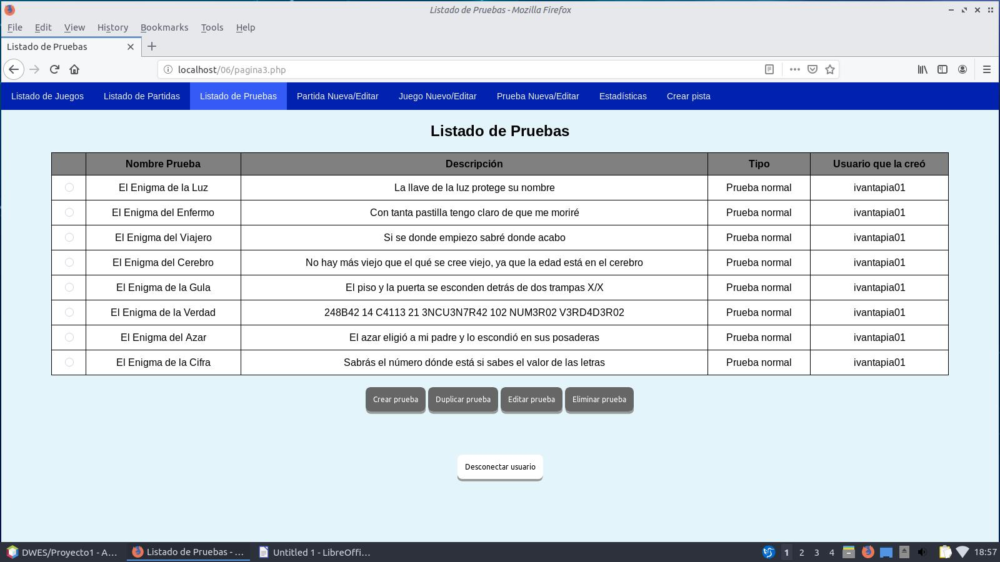 Listado de Pruebas - Mozilla Firefox
File Edit View History Bookmarks Tools Help
Listado de Pruebas
localhost/06/pagina3.php
Listado de Juegos Listado de Partidas Listado de Pruebas Partida Nueva/Editar Juego Nuevo/Editar Prueba Nueva/Editar Estadísticas Crear pista
Listado de Pruebas
Nombre Prueba Descripción Tipo Usuario que la creó
El Enigma de la Luz La llave de la luz protege su nombre Prueba normal ivantapia01
El Enigma del Enfermo Con tanta pastilla tengo claro de que me moriré Prueba normal ivantapia01
El Enigma del Viajero Si se donde empiezo sabré donde acabo Prueba normal ivantapia01
El Enigma del Cerebro No hay más viejo que el qué se cree viejo, ya que la edad está en el cerebro Prueba normal ivantapia01
El Enigma de la Gula El piso y la puerta se esconden detrás de dos trampas X/X Prueba normal ivantapia01
El Enigma de la Verdad 248B42 14 C4113 21 3NCU3N7R42 102 NUM3R02 V3RD4D3R02 Prueba normal ivantapia01
El Enigma del Azar El azar eligió a mi padre y lo escondió en sus posaderas Prueba normal ivantapia01
El Enigma de la Cifra Sabrás el número dónde está si sabes el valor de las letras Prueba normal ivantapia01
Crear prueba Duplicar prueba Editar prueba Eliminar prueba
Desconectar usuario
DWES/Proyecto1 - A... Listado de Pruebas - ... Untitled 1 - LibreOffi... 1 2 3 4 18:57